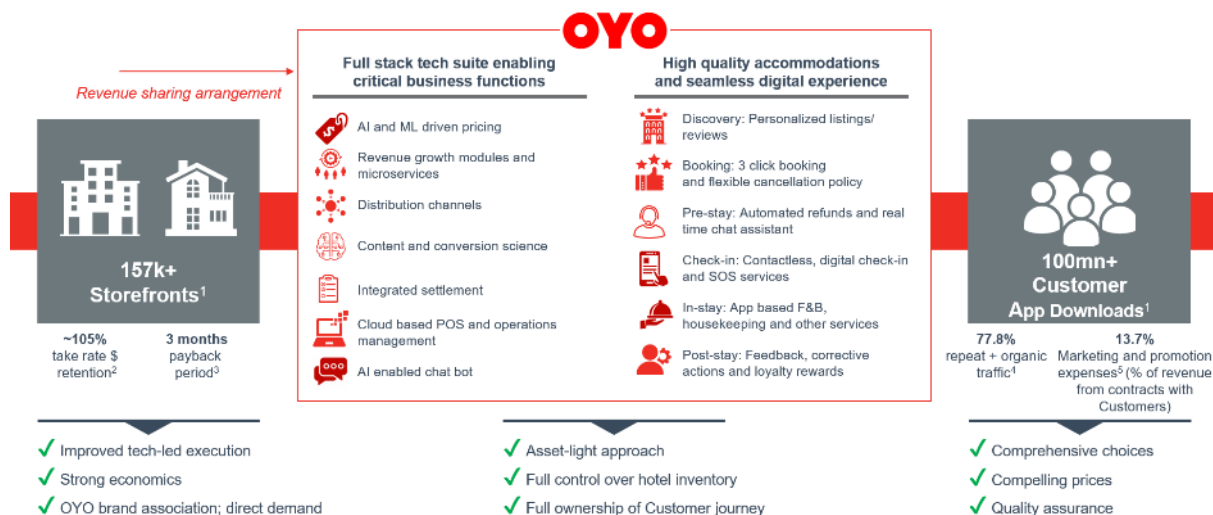 OYO
Revenue sharing arrangement
157k+
Storefronts1
~105%
take rate $
retention2
3 months
payback
period3
Full stack tech suite enabling
critical business functions
AI and ML driven pricing
Revenue growth modules and
microservices
Distribution channels
Content and conversion science
Integrated settlement
Cloud based POS and operations
management
AI enabled chat bot
High quality accommodations
and seamless digital experience
Discovery: Personalized listings/
reviews
Booking: 3 click booking
and flexible cancellation policy
Pre-stay: Automated refunds and real
time chat assistant
Check-in: Contactless, digital check-in
and SOS services
In-stay: App based F&B,
housekeeping and other services
Post-stay: Feedback, corrective
actions and loyalty rewards
100mn+
Customer
App Downloads1
77.8%
repeat + organic
traffic4
13.7%
Marketing and promotion
expenses5 (% of revenue
from contracts with
Customers)
Improved tech-led execution
Strong economics
OYO brand association; direct demand
Asset-light approach
Full control over hotel inventory
Full ownership of Customer journey
Comprehensive choices
Compelling prices
Quality assurance